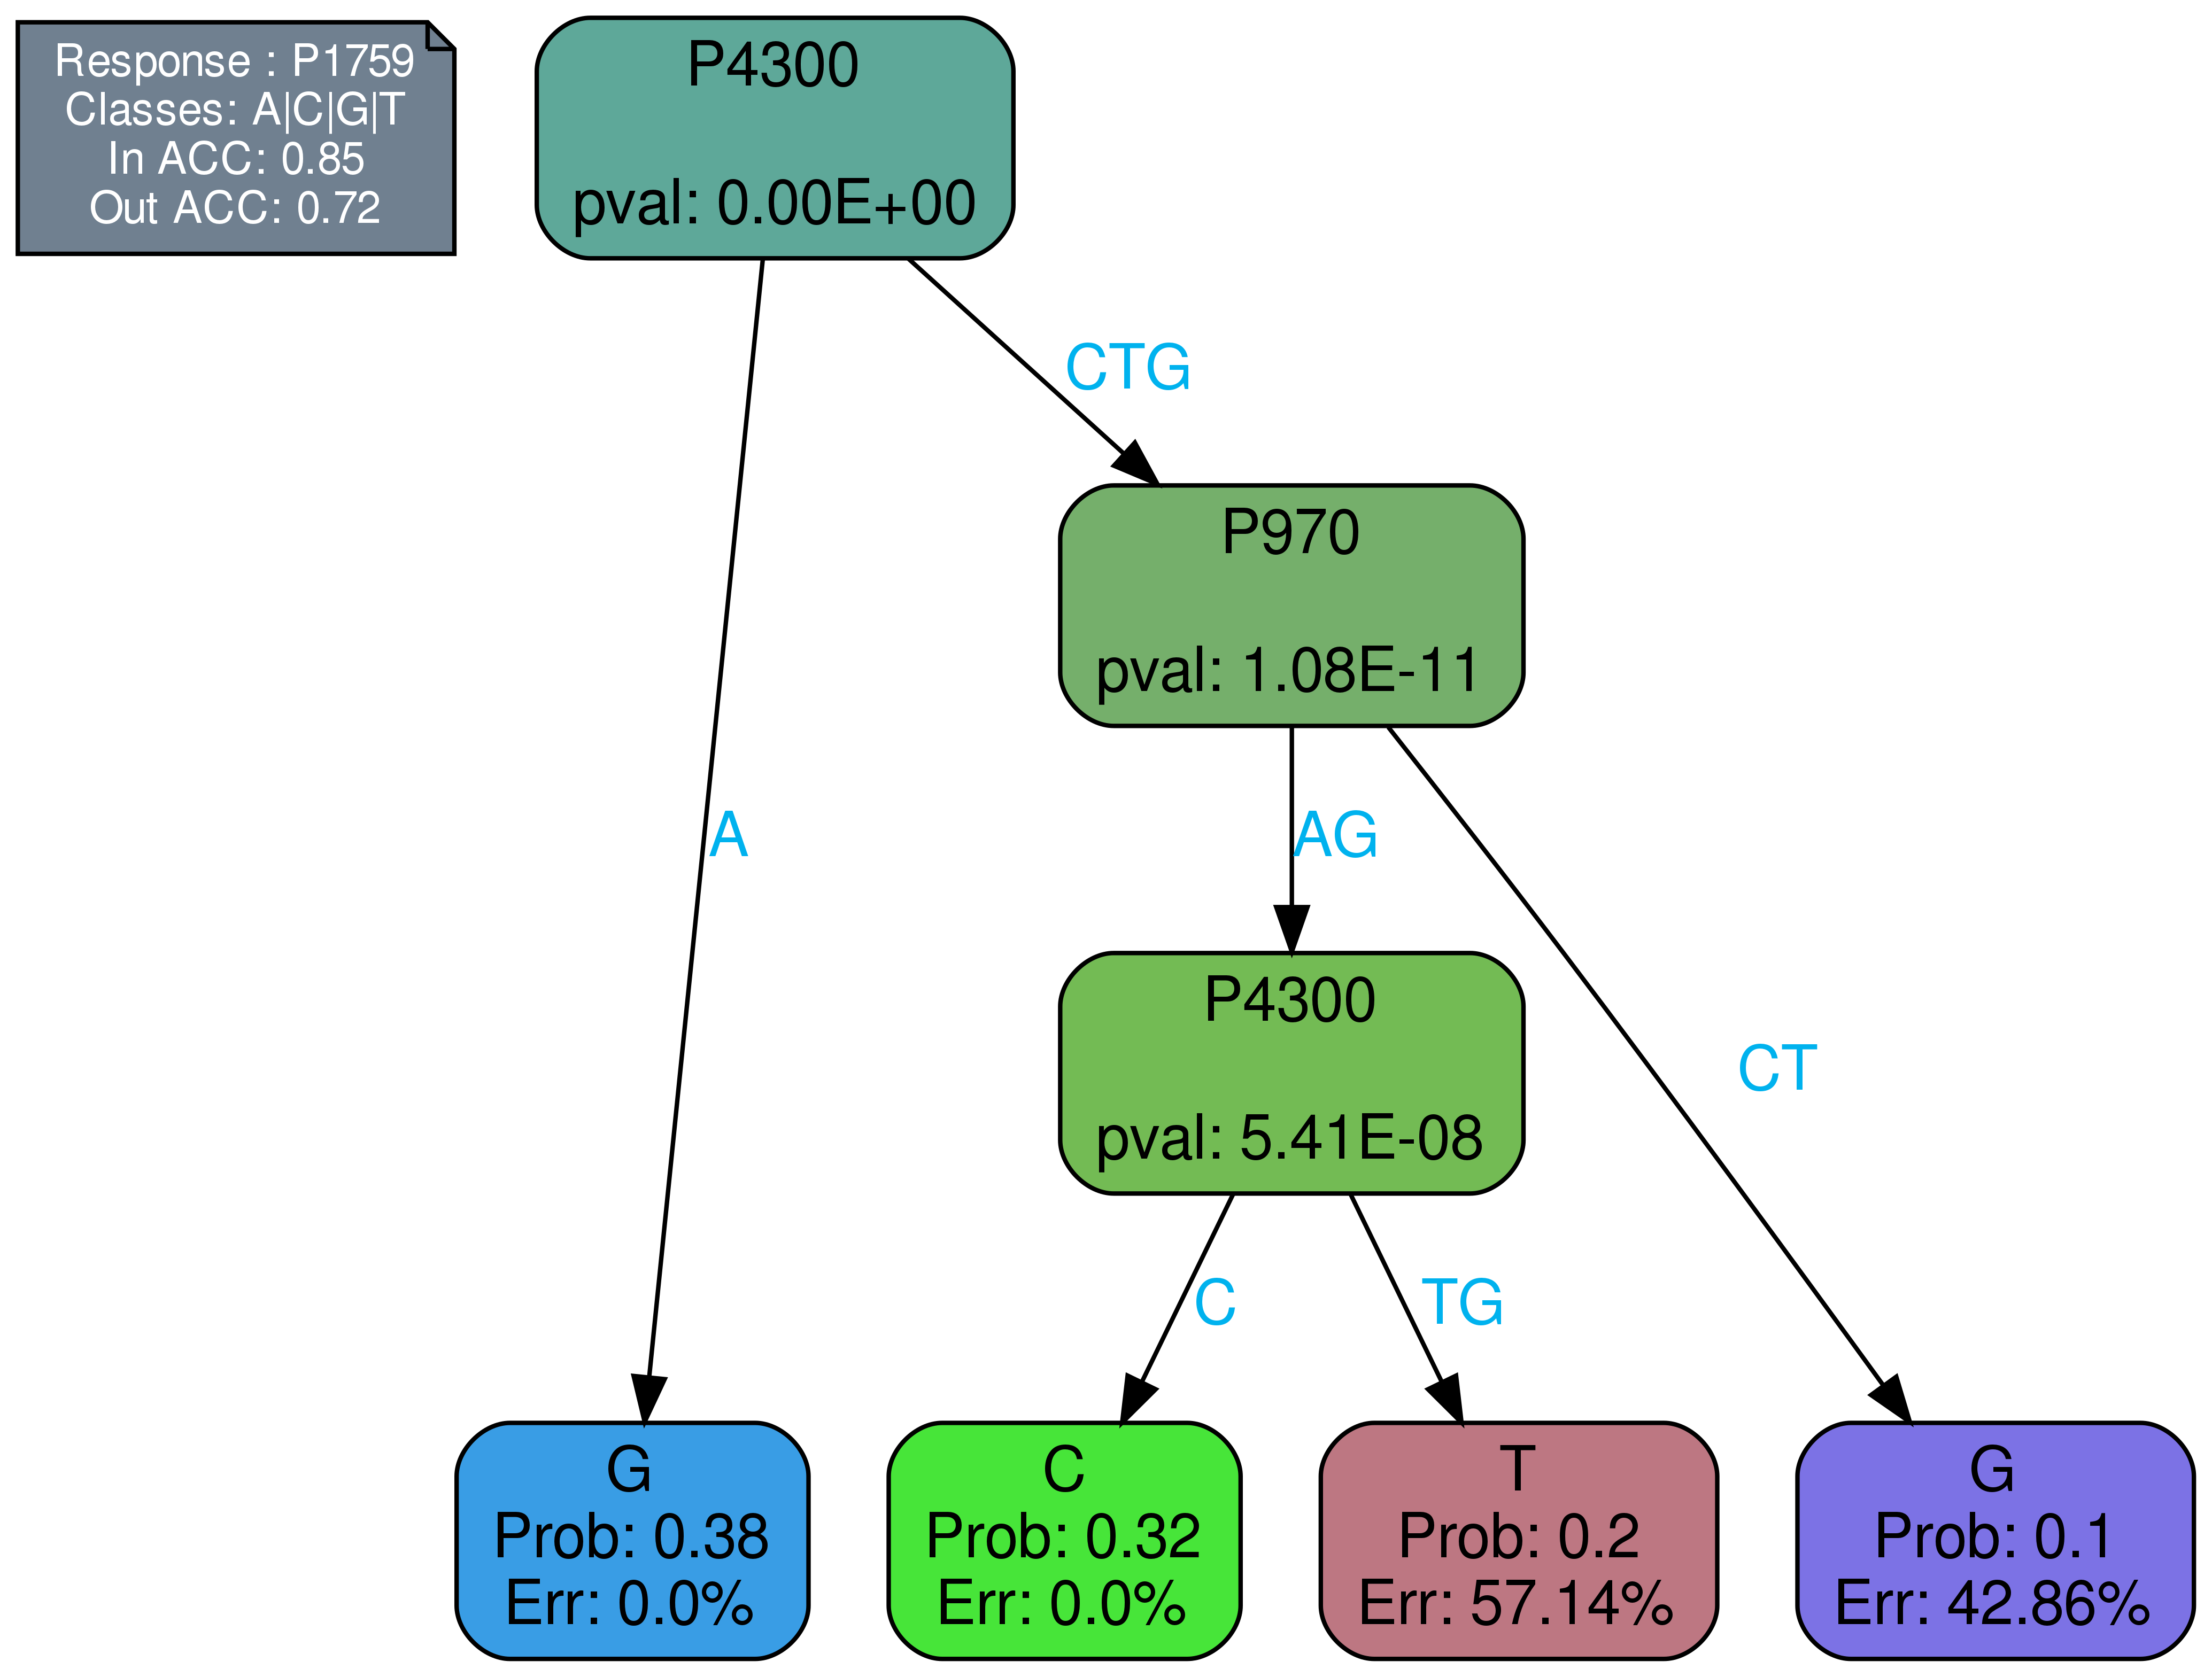 Response : P1759
Classes: A|C|G|T
In ACC: 0.85
Out ACC: 0.72
P4300
pval: 0.00E+00
CTG
P970
pval: 1.08E-11
A
AG
P4300
pval: 5.41E-08
CT
C
TG
G
Prob: 0.38
Err: 0.0%
C
Prob: 0.32
Err: 0.0%
T
Prob: 0.2
Err: 57.14%
G
Prob: 0.1
Err: 42.86%